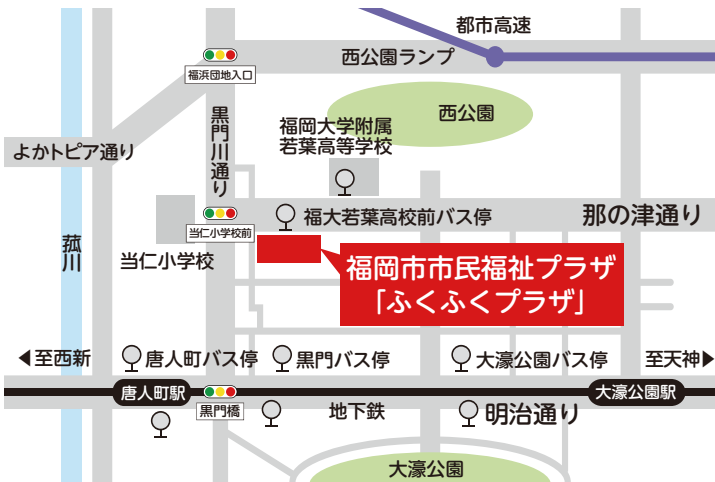 都市高速
西公園ランプ
福浜団地入口
西公園
黒門川通り
福岡大学附属
若葉高等学校
よかトピア通り
福大若葉高校前バス停
那の津通り
当仁小学校前
菰川
当仁小学校
福岡市市民福祉プラザ
「ふくふくプラザ」
◀至西新
唐人町バス停
黒門バス停
大濠公園バス停
至天神▶
唐人町駅
大濠公園駅
黒門橋
地下鉄
明治通り
大濠公園